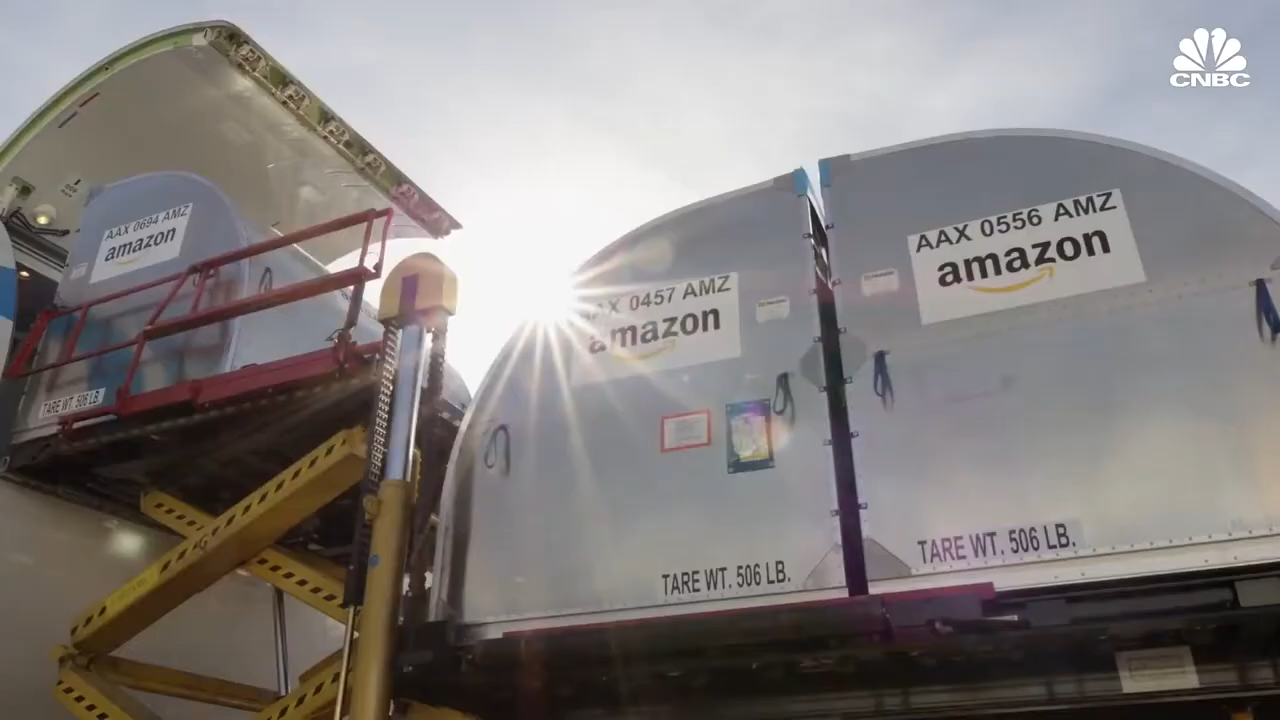 CNBC
AAX 0694 AMZ
amazon
TARE WT. 506 LB.
AAX 0457 AMZ
amazon
TARE WT. 506 LB.
AAX 0556 AMZ
amazon
TARE WT. 506 LB.